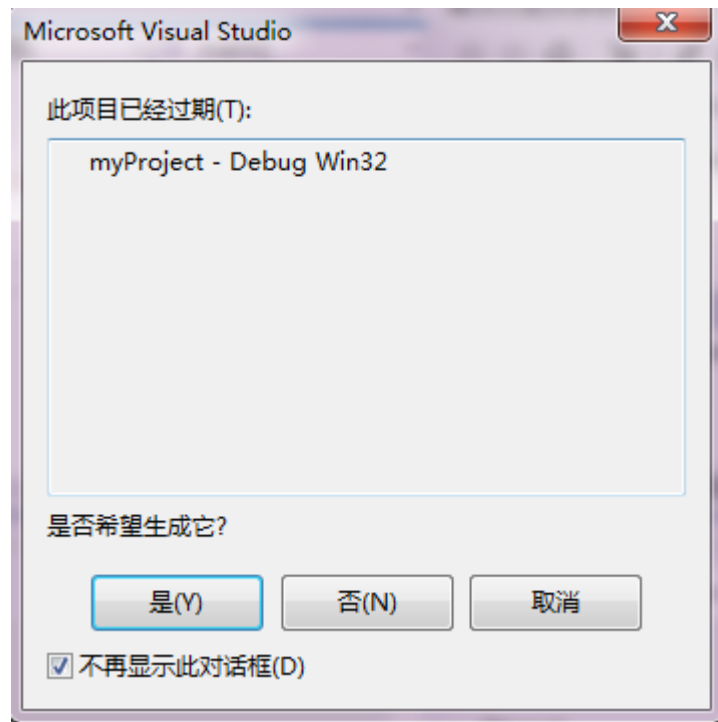 Microsoft Visual Studio
此项目已经过期(T):
myProject - Debug Win32
是否希望生成它?
是(Y)
否(N)
取消
不再显示此对话框(D)